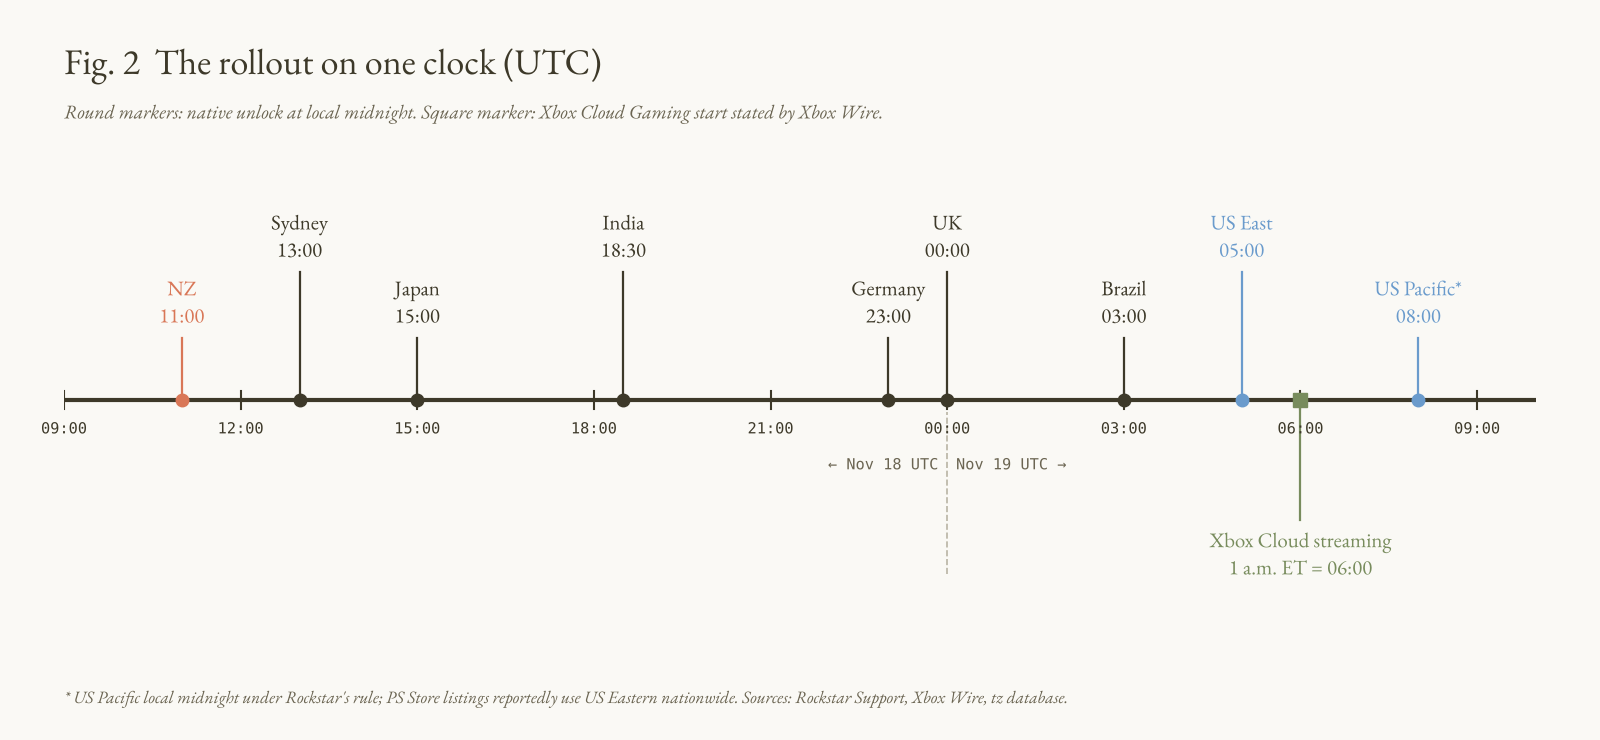 Fig. 2 The rollout on one clock (UTC)
Round markers: native unlock at local midnight. Square marker: Xbox Cloud Gaming start stated by Xbox Wire.
Sydney
13:00
India
18:30
UK
00:00
US East
05:00
NZ
11:00
Japan
15:00
Germany
23:00
Brazil
03:00
US Pacific*
08:00
09:00
12:00
15:00
18:00
21:00
00:00
03:00
06:00
09:00
← Nov 18 UTC
Nov 19 UTC →
Xbox Cloud streaming
1 a.m. ET = 06:00
* US Pacific local midnight under Rockstar's rule; PS Store listings reportedly use US Eastern nationwide. Sources: Rockstar Support, Xbox Wire, tz database.